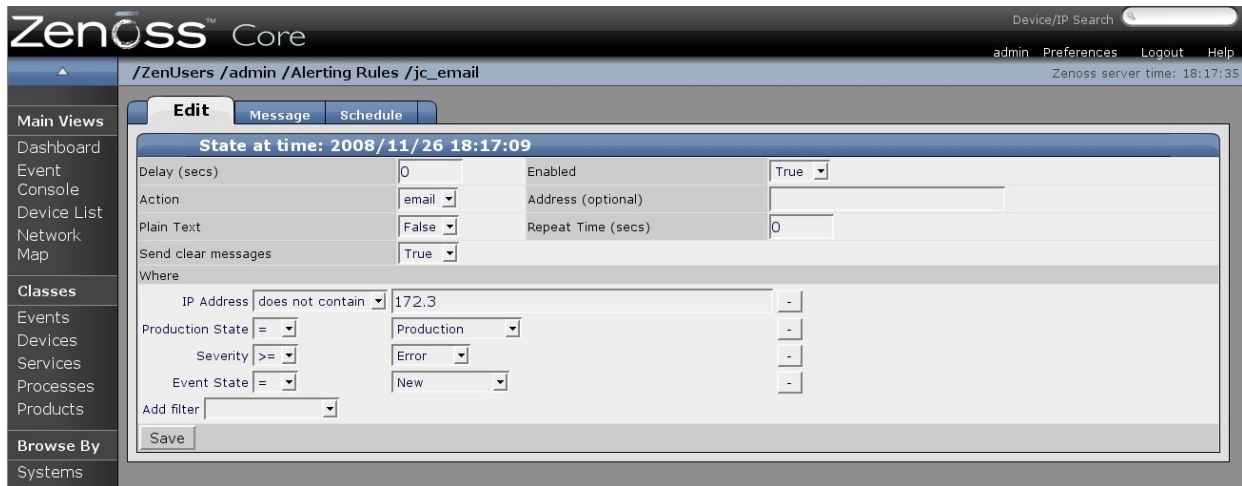 Zenoss™ Core
Device/IP Search
admin Preferences Logout Help
/ZenUsers /admin /Alerting Rules /jc_email
Zenoss server time: 18:17:35
Main Views
Dashboard
Event
Console
Device List
Network
Map
Classes
Events
Devices
Services
Processes
Products
Browse By
Systems
Edit Message Schedule
State at time: 2008/11/26 18:17:09
Delay (secs) 0 Enabled True
Action email Address (optional)
Plain Text False Repeat Time (secs) 0
Send clear messages True
Where
IP Address does not contain 172.3 -
Production State = Production -
Severity >= Error -
Event State = New -
Add filter
Save